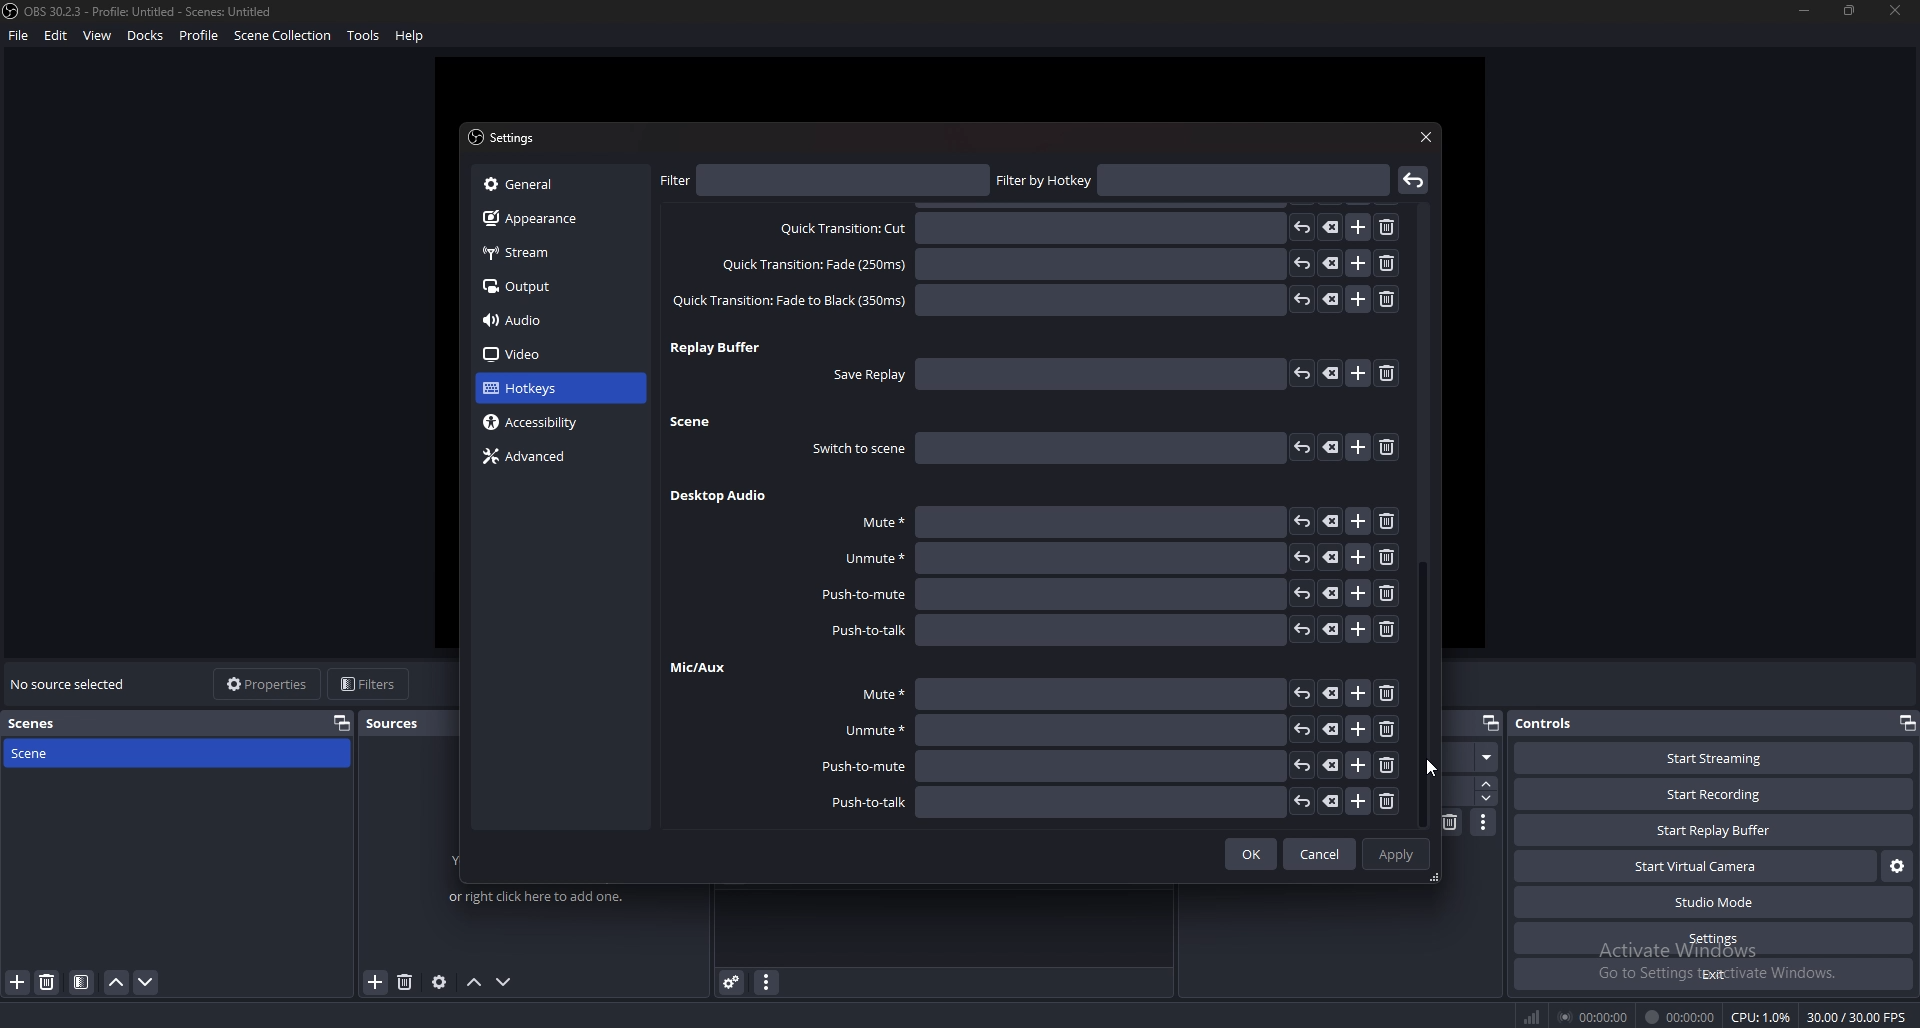 OBS 30.2.3 - Profile: Untitled - Scenes: Untitled
File Edit View Docks Profile Scene Collection Tools Help
Settings
General
Appearance
Stream
Output
Audio
Video
Hotkeys
Accessibility
Advanced
Filter
Filter by Hotkey
Quick Transition: Cut
Quick Transition: Fade (250ms)
Quick Transition: Fade to Black (350ms)
Replay Buffer
Save Replay
Scene
Switch to scene
Desktop Audio
Mute *
Unmute *
Push-to-mute
Push-to-talk
Mic/Aux
Mute *
Unmute *
Push-to-mute
Push-to-talk
OK Cancel Apply
No source selected
Properties
Filters
Scenes
Scene
Sources
or right click here to add one.
Controls
Start Streaming
Start Recording
Start Replay Buffer
Start Virtual Camera
Studio Mode
Settings
Exit
Activate Windows
Go to Settings to activate Windows.
00:00:00
00:00:00
CPU: 1.0%
30.00 / 30.00 FPS